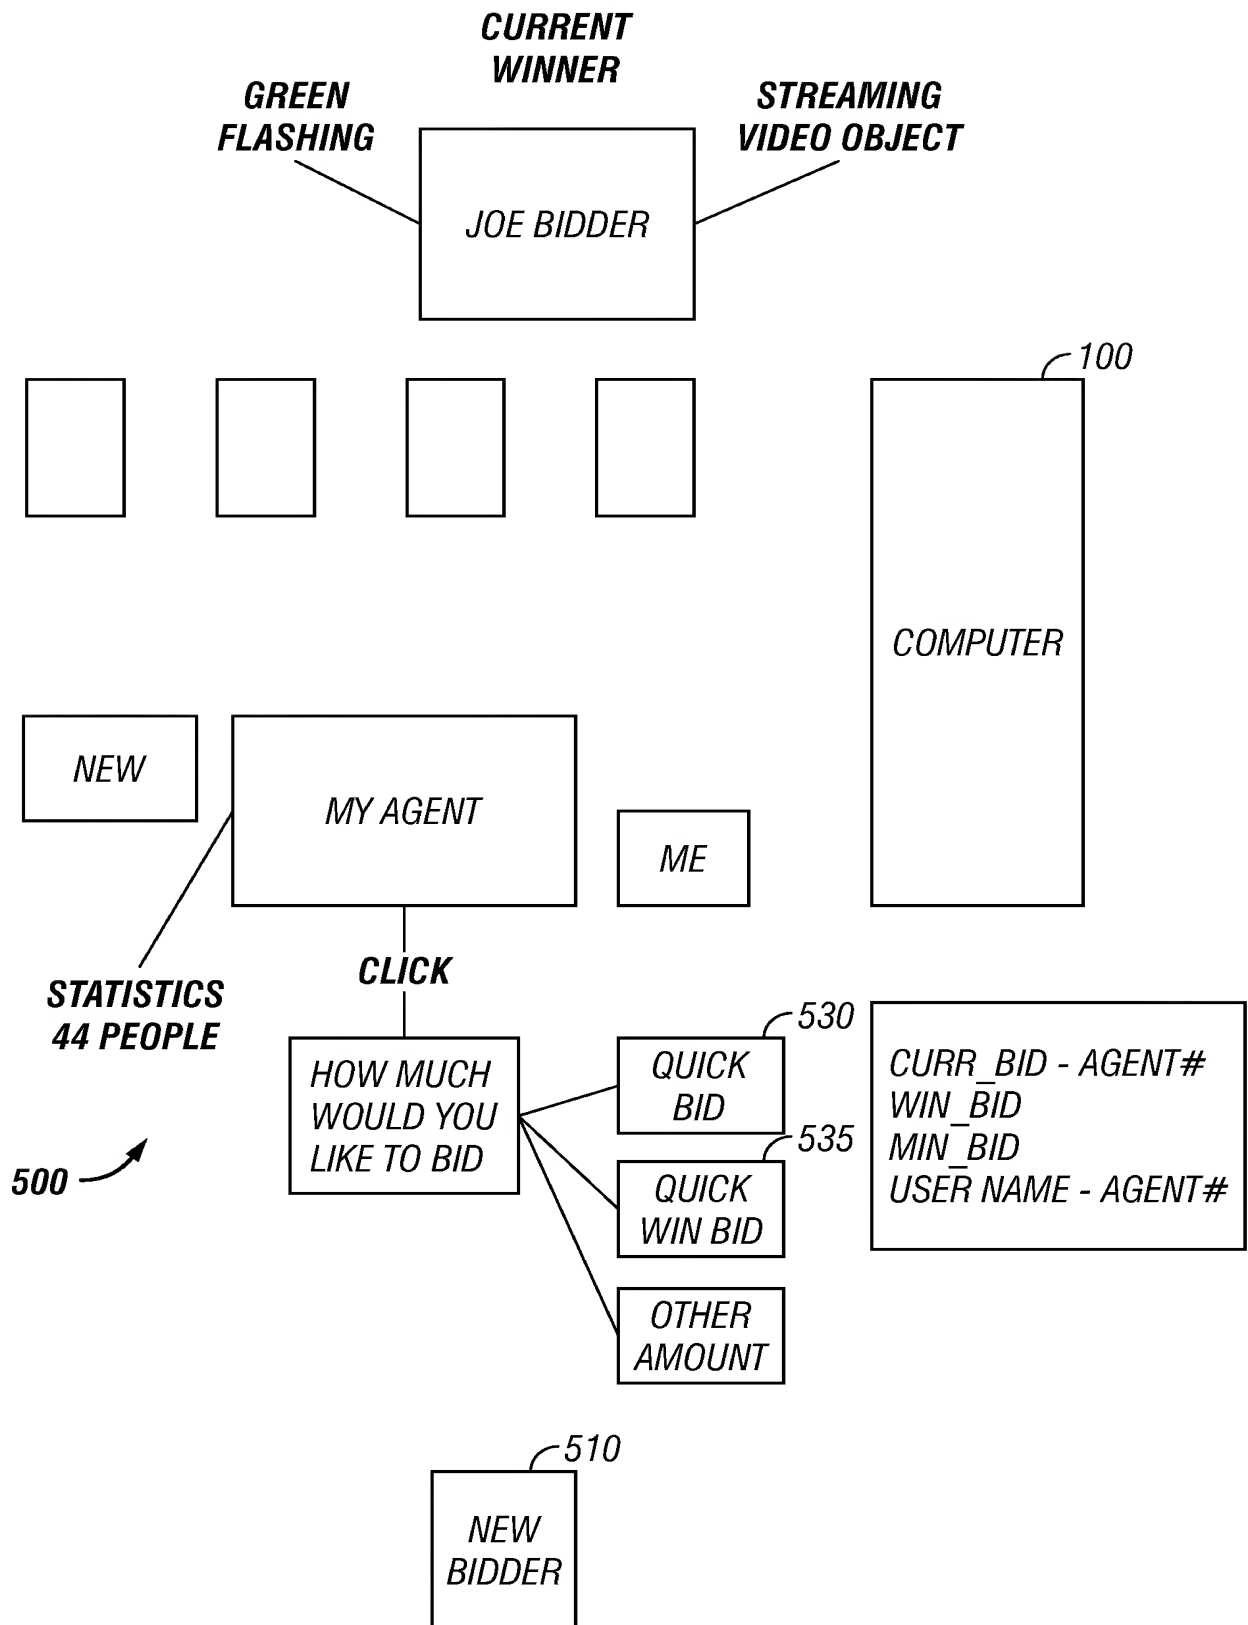 CURRENT
WINNER
GREEN
FLASHING
STREAMING
VIDEO OBJECT
JOE BIDDER
100
COMPUTER
NEW
MY AGENT
ME
STATISTICS
44 PEOPLE
CLICK
HOW MUCH
WOULD YOU
LIKE TO BID
530
QUICK
BID
535
QUICK
WIN BID
OTHER
AMOUNT
CURR_BID - AGENT#
WIN_BID
MIN_BID
USER NAME - AGENT#
500
510
NEW
BIDDER